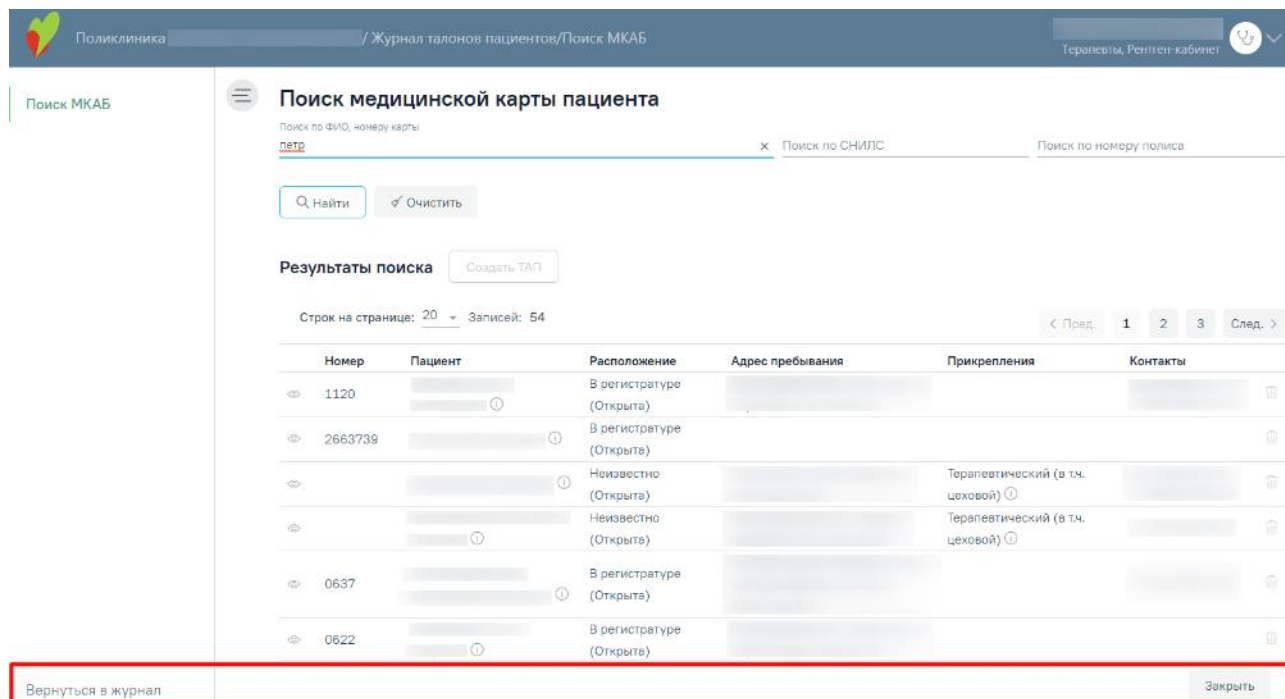 Поликлиника / Журнал талонов пациентов/Поиск МКАБ
Терапевты, Рентген-кабинет
Поиск МКАБ
Поиск медицинской карты пациента
Поиск по ФИО, номеру карты
петр
Поиск по СНИЛС
Поиск по номеру полиса
Найти
Очистить
Результаты поиска
Создать ТАП
Строк на странице: 20 Записей: 54
< Пред. 1 2 3 След. >
Номер Пациент Расположение Адрес пребывания Прикрепления Контакты
1120 В регистратуре
(Открыта)
2663739 В регистратуре
(Открыта)
Неизвестно Терапевтический (в т.ч.
(Открыта) цеховой)
Неизвестно Терапевтический (в т.ч.
(Открыта) цеховой)
0637 В регистратуре
(Открыта)
0622 В регистратуре
(Открыта)
Вернуться в журнал
Закрыть